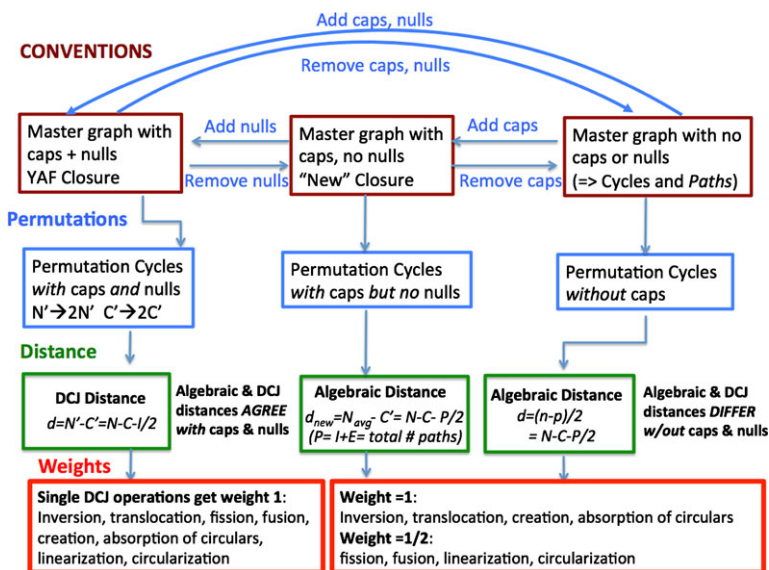 Add caps, nulls
CONVENTIONS
Remove caps, nulls
Master graph with
caps + nulls
YAF Closure
Add nulls
Remove nulls
Master graph with
caps, no nulls
“New” Closure
Add caps
Remove caps
Master graph with no
caps or nulls
(=> Cycles and Paths)
Permutations
Permutation Cycles
with caps and nulls
N’→2N’ C’→2C’
Permutation Cycles
with caps but no nulls
Permutation Cycles
without caps
Distance
DCJ Distance
d=N’-C’=N-C-I/2
Algebraic & DCJ
distances AGREE
with caps & nulls
Algebraic Distance
dnew=Navg- C’= N-C- P/2
(P= I+E= total # paths)
Algebraic Distance
d=(n-p)/2
= N-C-P/2
Algebraic & DCJ
distances DIFFER
w/out caps & nulls
Weights
Single DCJ operations get weight 1:
Inversion, translocation, fission, fusion,
creation, absorption of circulars,
linearization, circularization
Weight =1:
Inversion, translocation, creation, absorption of circulars
Weight =1/2:
fission, fusion, linearization, circularization